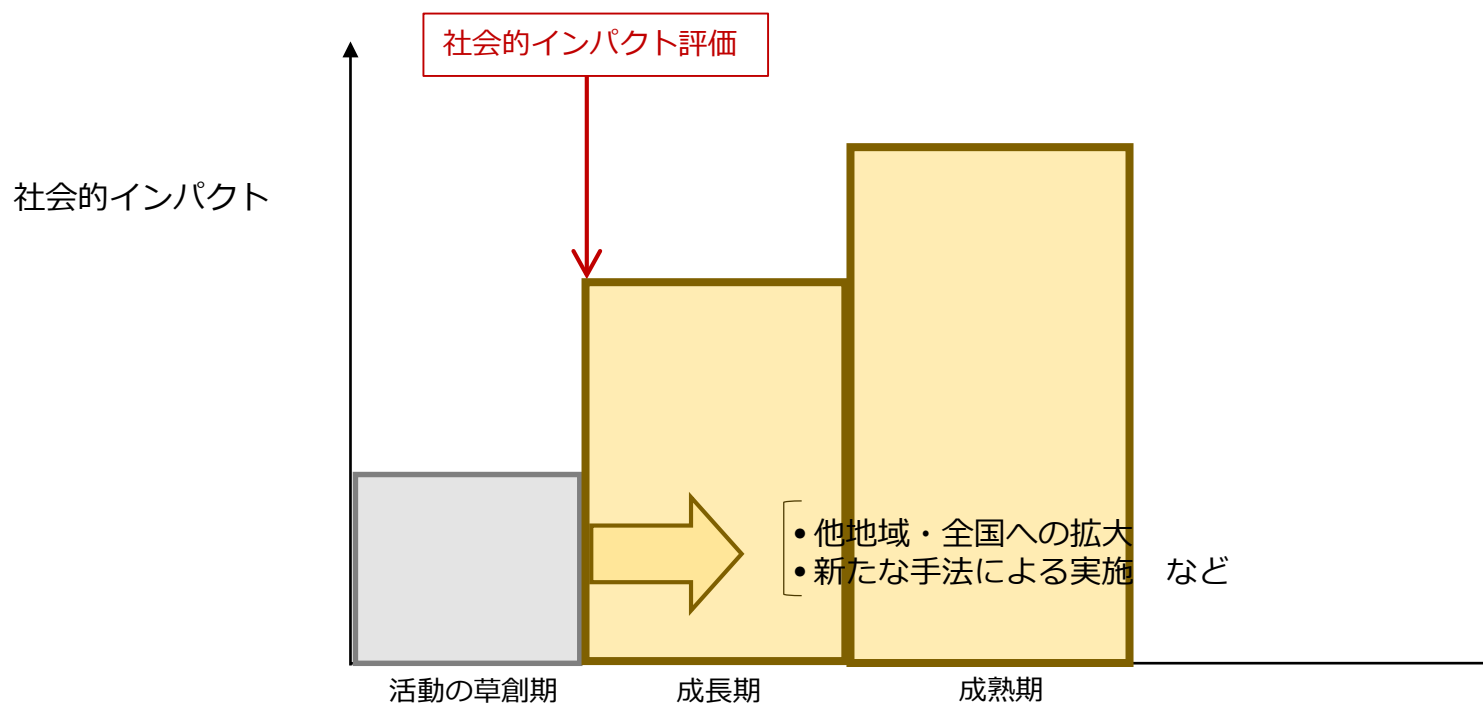 社会的インパクト評価
社会的インパクト
•他地域・全国への拡大
•新たな手法による実施　など
活動の草創期
成長期
成熟期